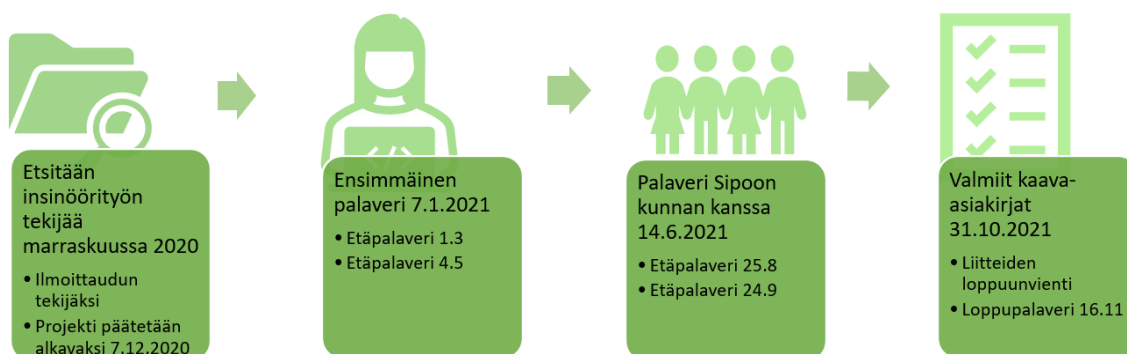 Etsitään
insinöörityön
tekijää
marraskuussa 2020
• Ilmoittaudun
tekijäksi
• Projekti päätetään
alkavaksi 7.12.2020
Ensimmäinen
palaveri 7.1.2021
• Etäpalaveri 1.3
• Etäpalaveri 4.5
Palaveri Sipoon
kunnan kanssa
14.6.2021
• Etäpalaveri 25.8
• Etäpalaveri 24.9
Valmiit kaava-
asiakirjat
31.10.2021
• Liitteiden
loppuunvienti
• Loppupalaveri 16.11